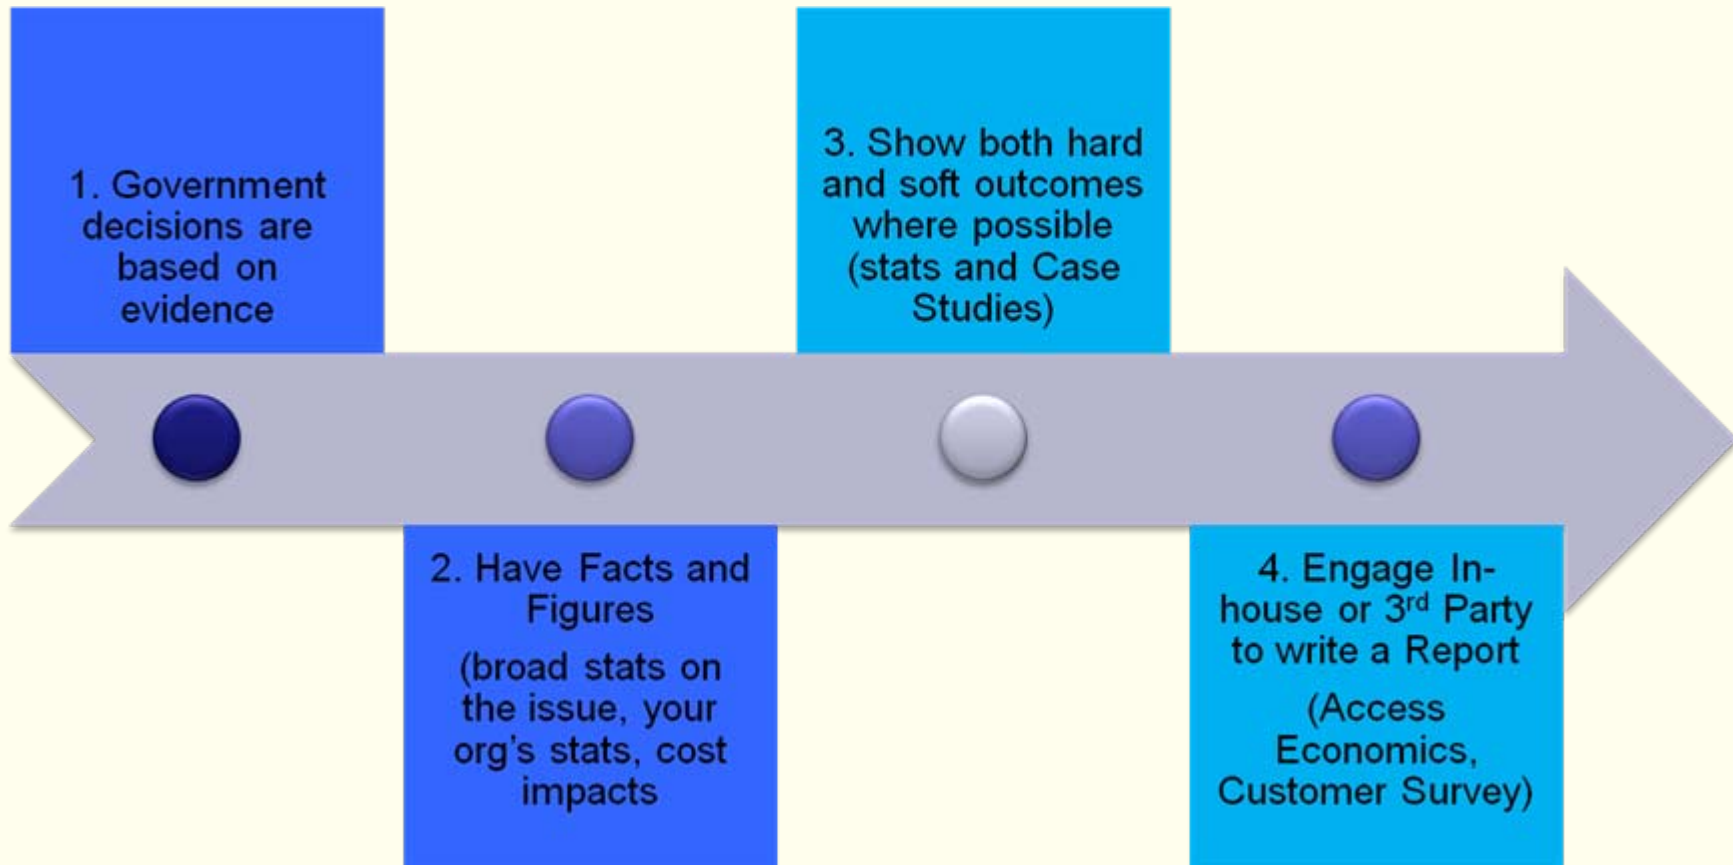 1. Government
decisions are
based on
evidence
2. Have Facts and
Figures
(broad stats on
the issue, your
org’s stats, cost
impacts
3. Show both hard
and soft outcomes
where possible
(stats and Case
Studies)
4. Engage In-
house or 3rd Party
to write a Report
(Access
Economics,
Customer Survey)